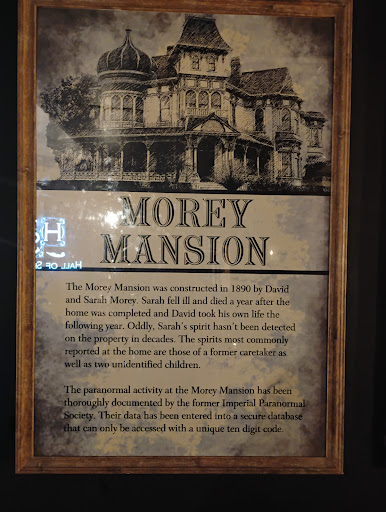 MOREY
MANSION
H
HALL OF
The Morey Mansion was constructed in 1890 by David
and Sarah Morey. Sarah fell ill and died a year after the
home was completed and David took his own life the
following year. Oddly, Sarah's spirit hasn't been detected
on the property in decades. The spirits most commonly
reported at the home are those of a former caretaker as
well as two unidentified children.
The paranormal activity at the Morey Mansion has been
thoroughly documented by the former Imperial Paranormal
Society. Their data has been entered into a secure database
that can only be accessed with a unique ten digit code.